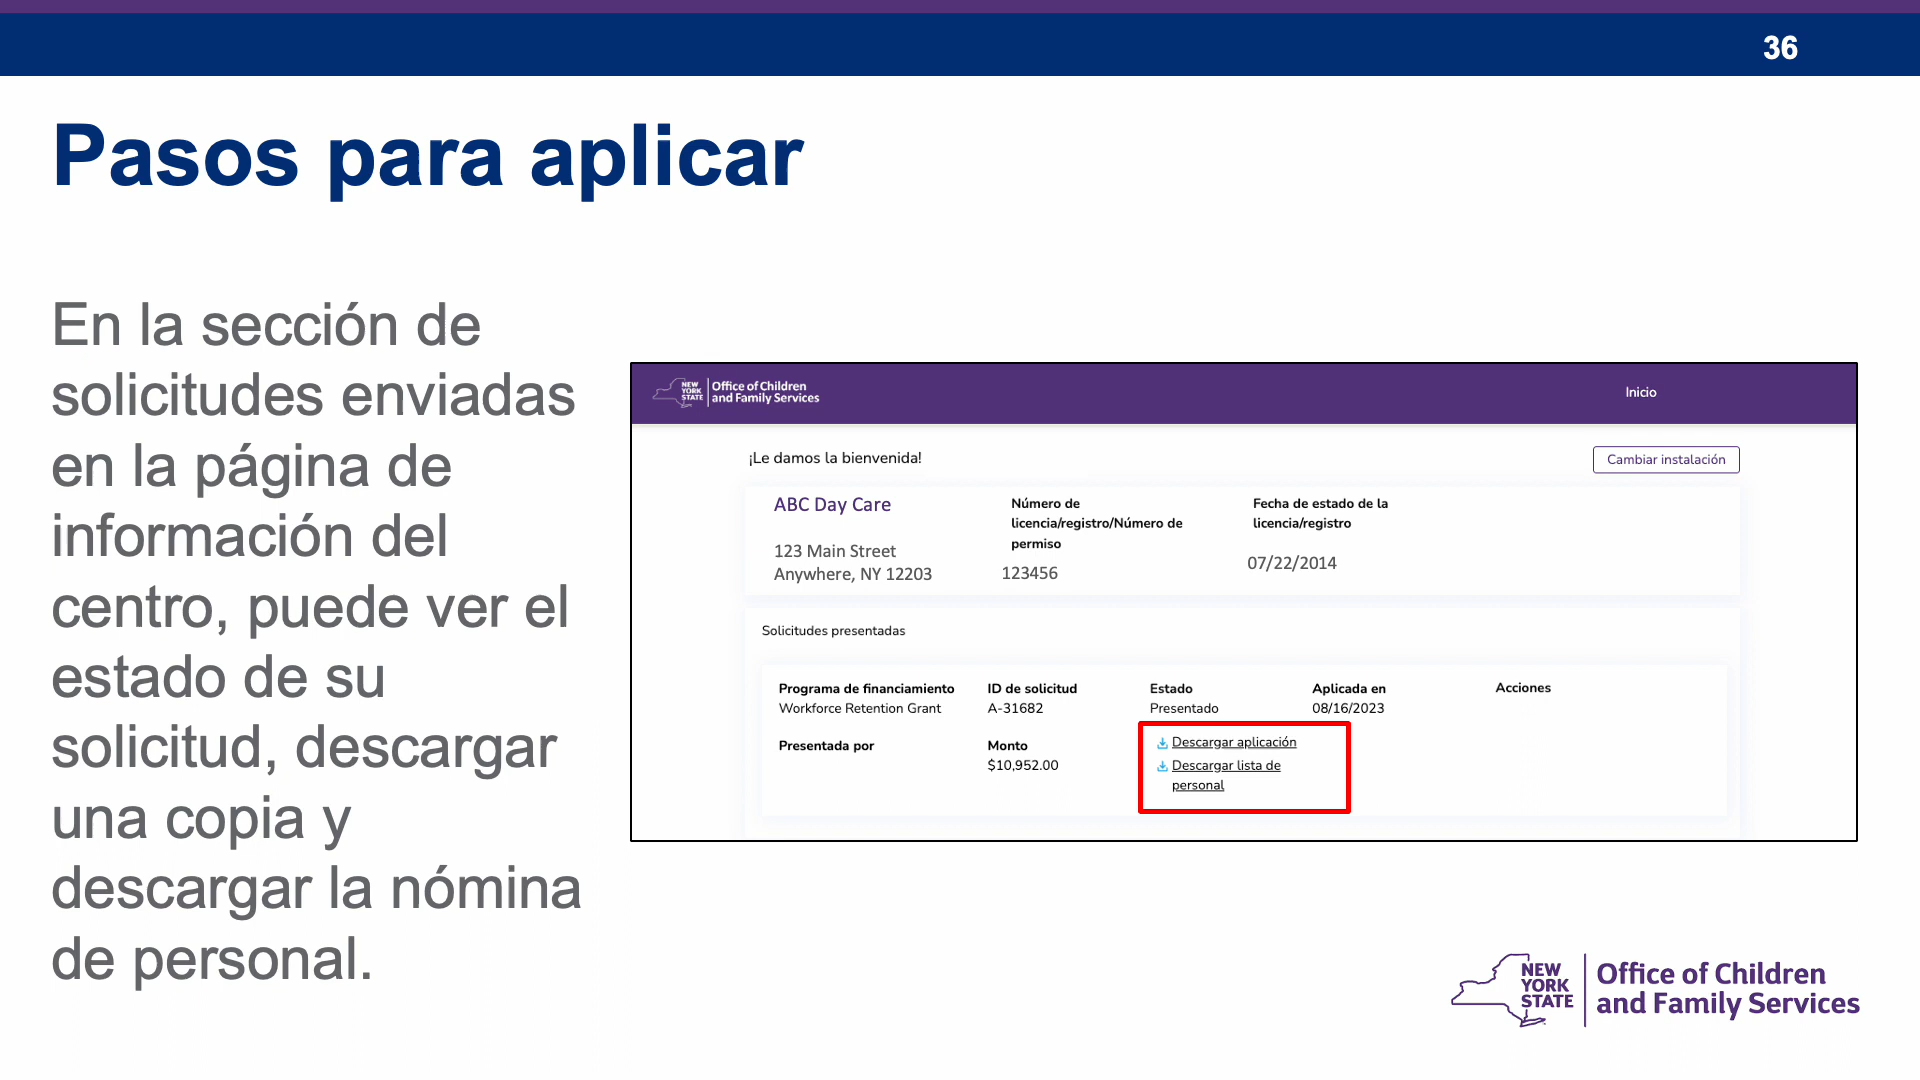 36
Pasos para aplicar
En la sección de
solicitudes enviadas
en la página de
información del
centro, puede ver el
estado de su
solicitud, descargar
una copia y
descargar la nómina
de personal.
NEW
YORK
STATE
Office of Children
and Family Services
Inicio
¡Le damos la bienvenida!
Cambiar instalación
ABC Day Care
123 Main Street
Anywhere, NY 12203
Número de
licencia/registro/Número de
permiso
123456
Fecha de estado de la
licencia/registro
07/22/2014
Solicitudes presentadas
Programa de financiamiento
Workforce Retention Grant
ID de solicitud
A-31682
Estado
Presentado
Aplicada en
08/16/2023
Acciones
Presentada por
Monto
$10,952.00
Descargar aplicación
Descargar lista de
personal
NEW
YORK
STATE
Office of Children
and Family Services